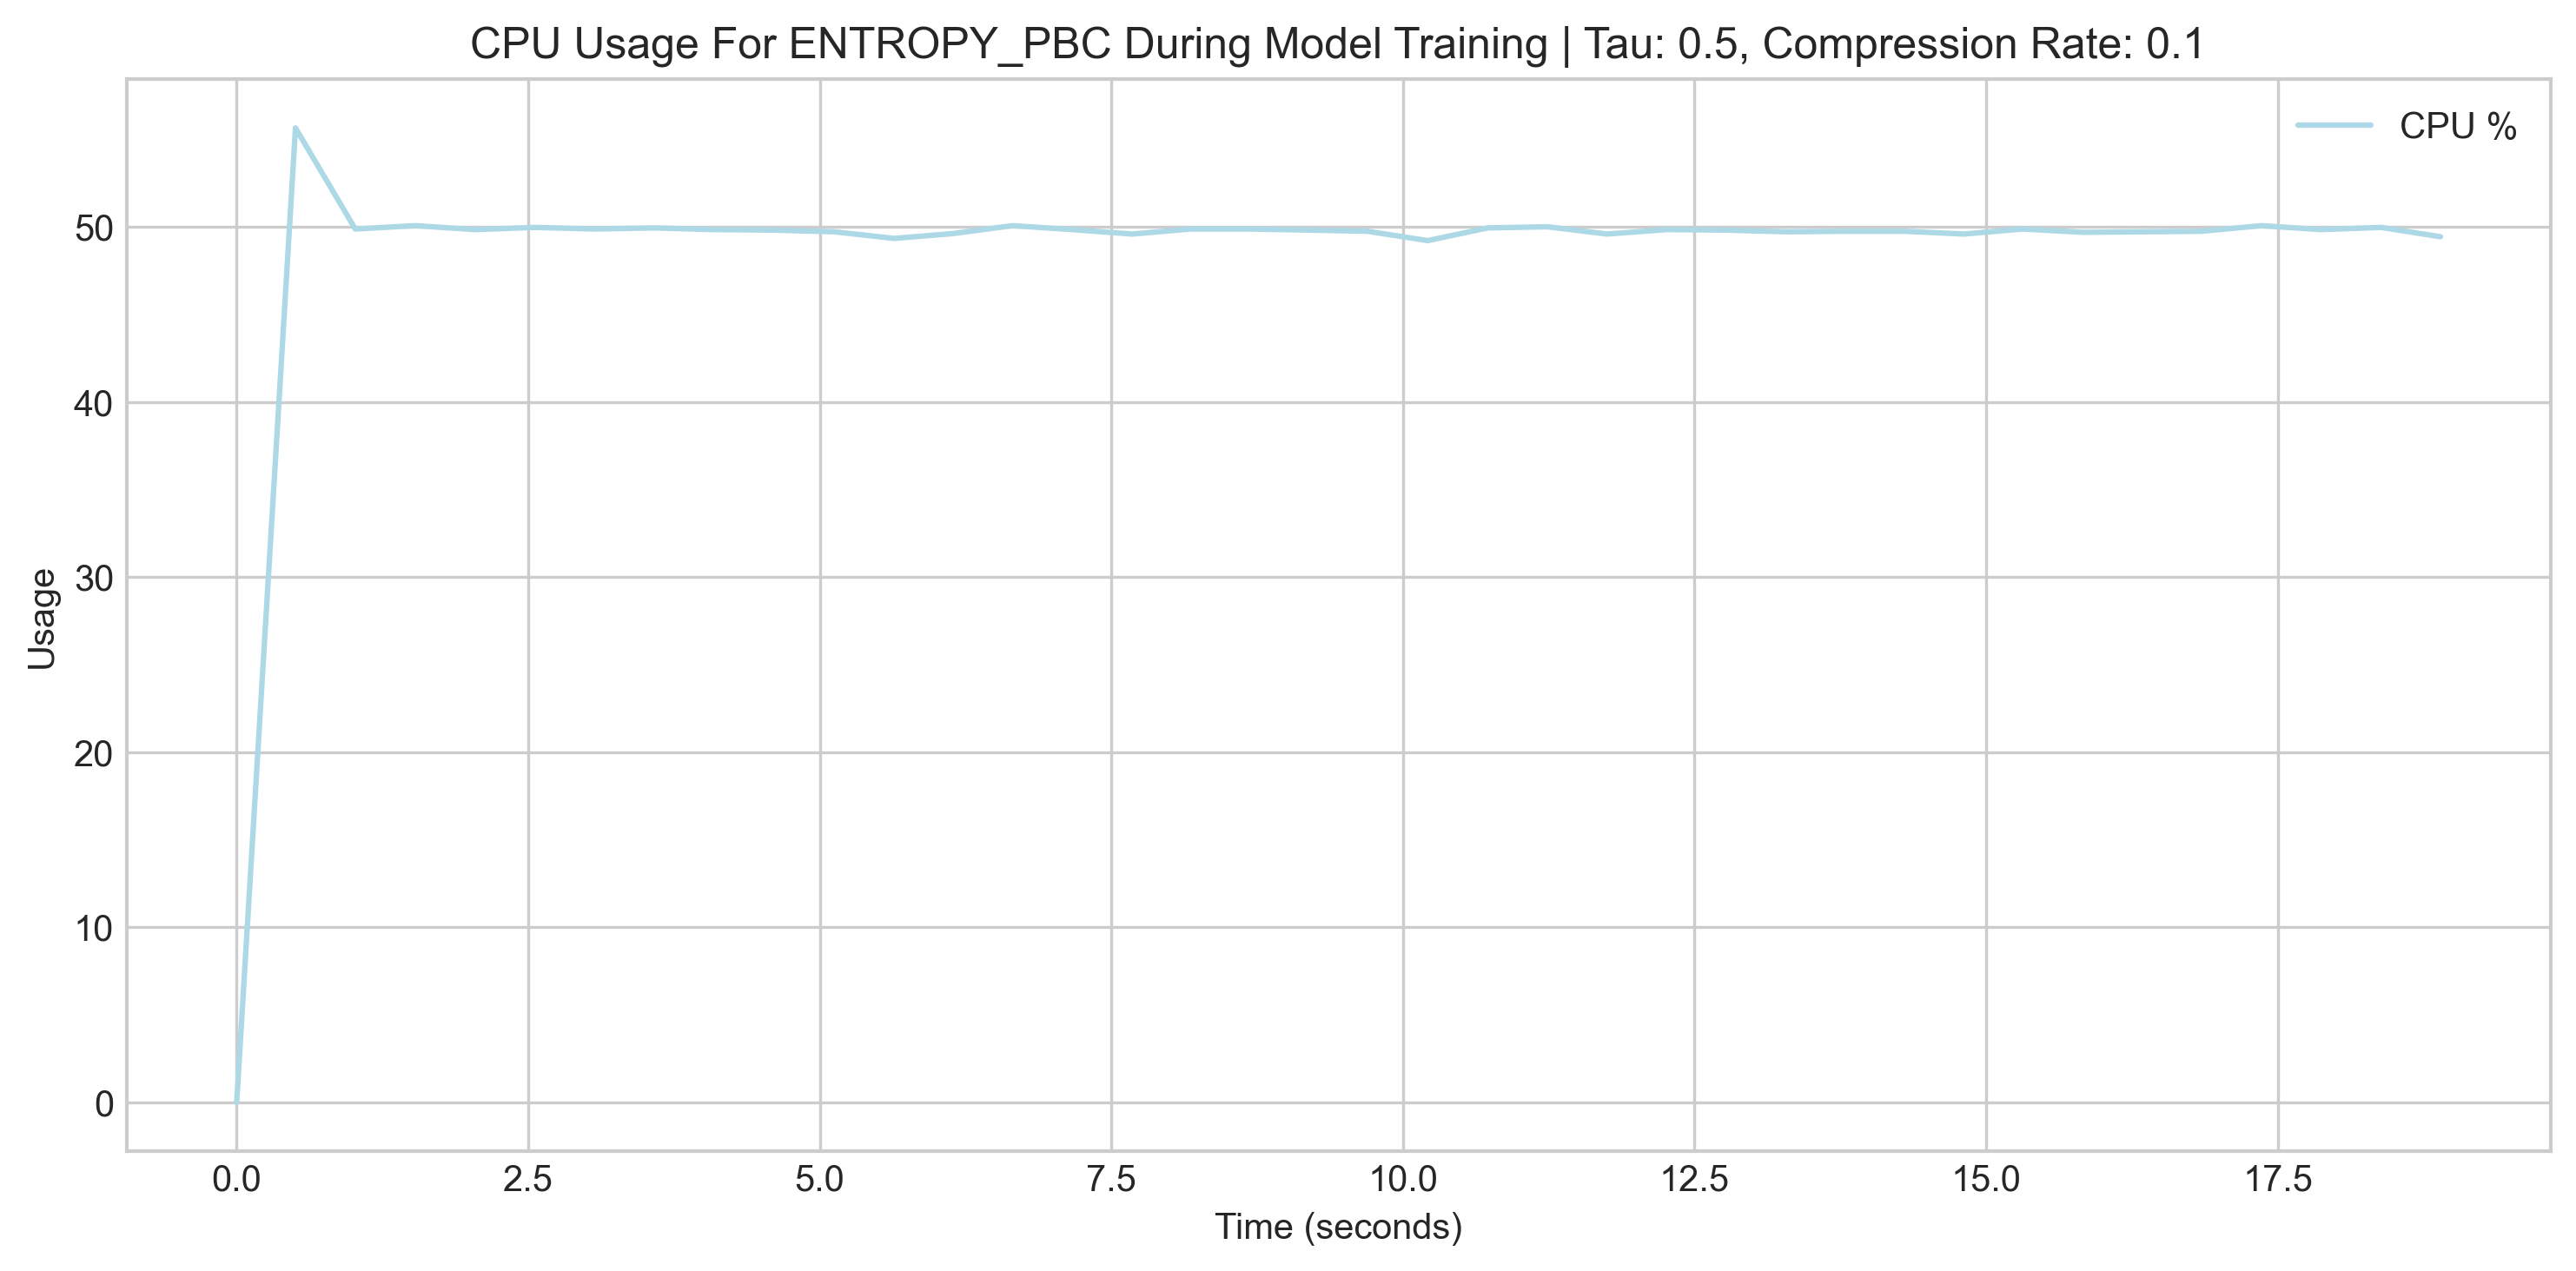 CPU Usage For ENTROPY_PBC During Model Training | Tau: 0.5, Compression Rate: 0.1
CPU %
50
40
30
20
10
0
Usage
0.0 2.5 5.0 7.5 10.0 12.5 15.0 17.5
Time (seconds)